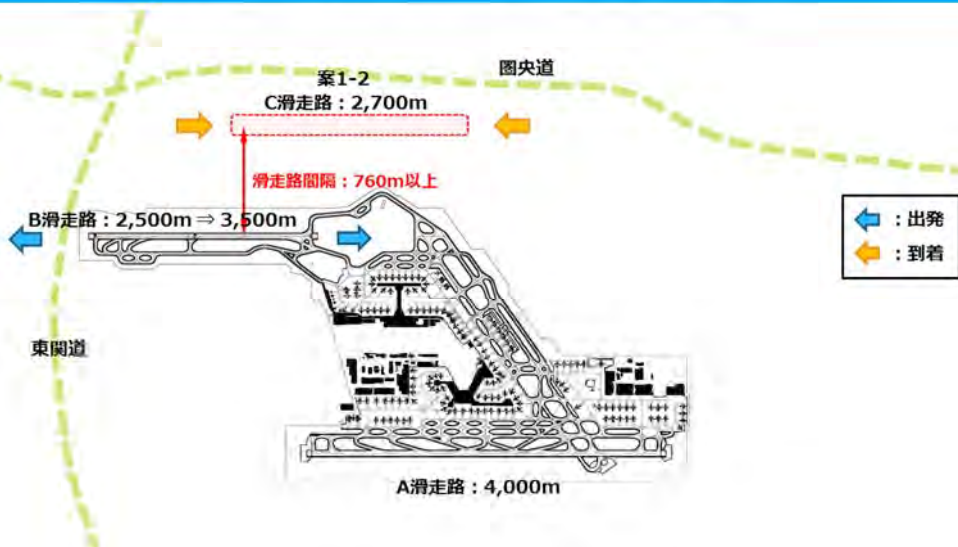 圏央道
案1-2
C滑走路：2,700m
滑走路間隔：760m以上
B滑走路：2,500m ⇒ 3,500m
：出発
：到着
東関道
A滑走路：4,000m